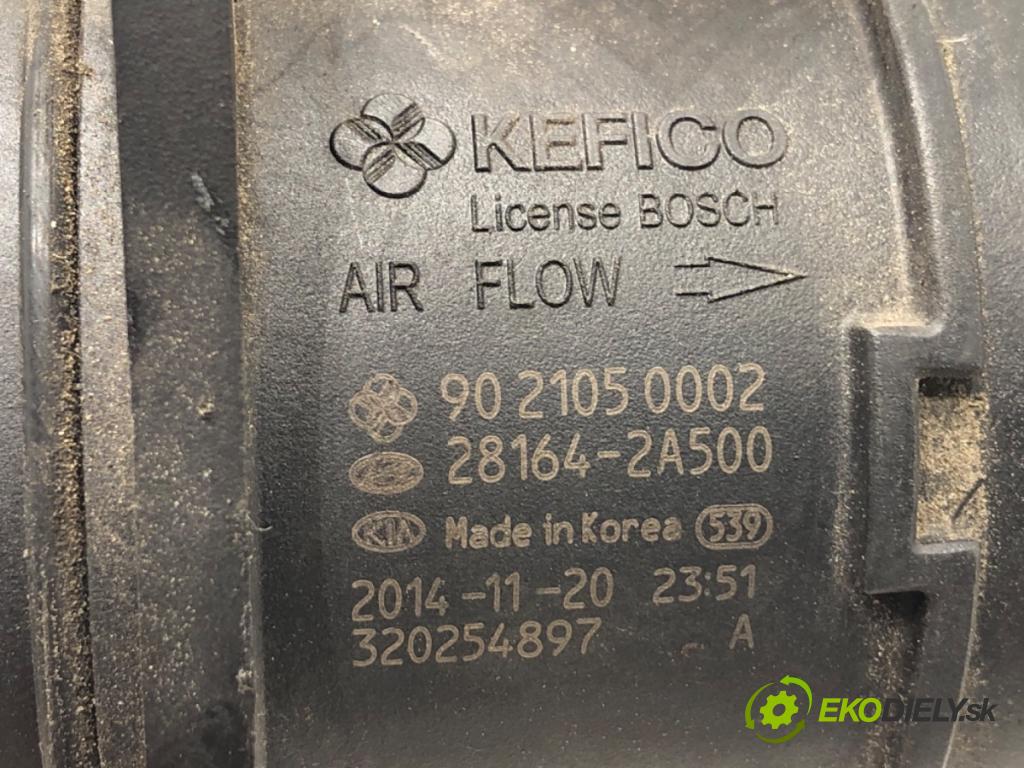 KEFICO
License BOSCH
AIR FLOW
90 2105 0002
28164-2A500
KIA Made in Korea 539
2014-11-20 23:51
320254897 A
EKODIELY.sk